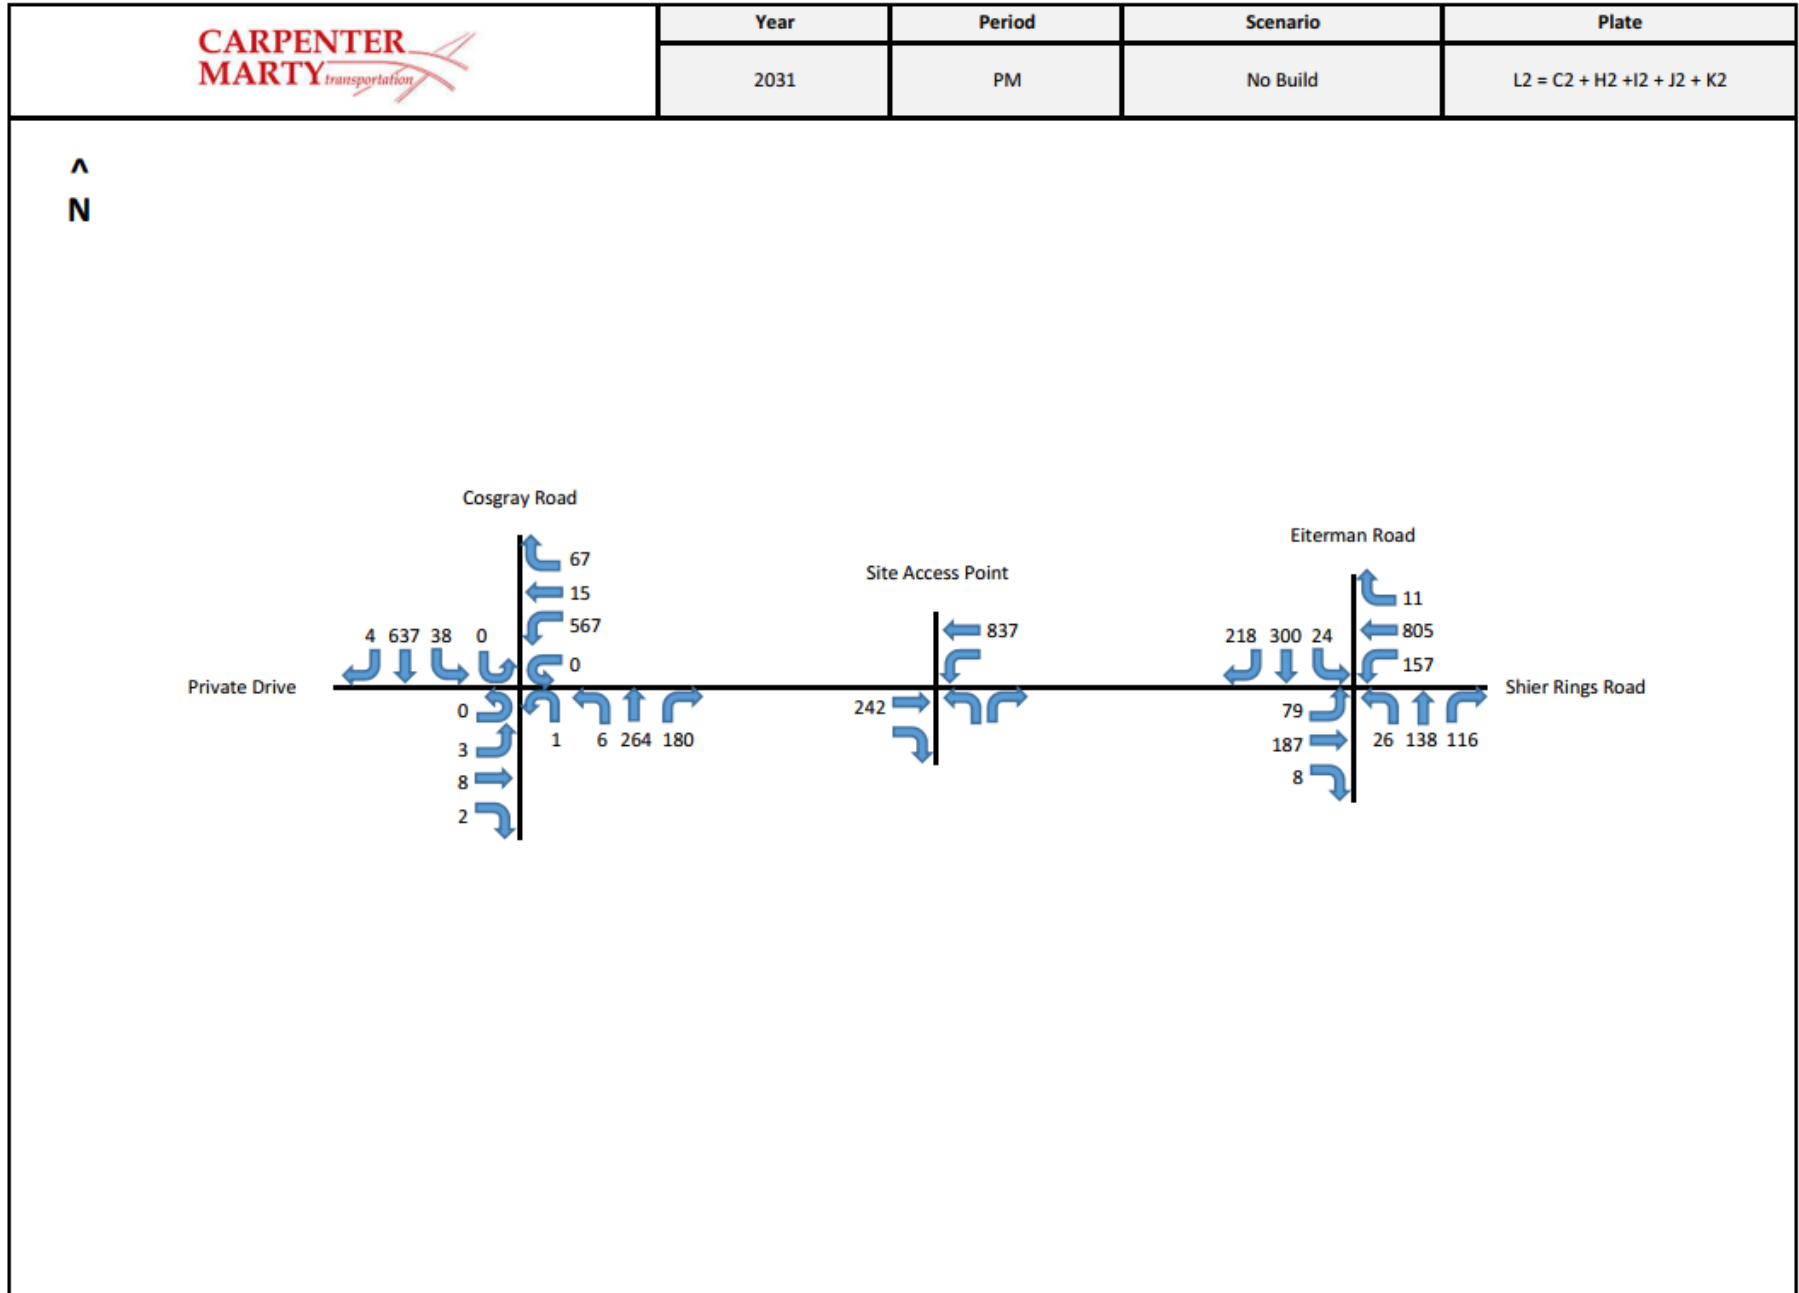 CARPENTER
MARTY transportation
Year Period Scenario Plate
2031 PM No Build L2 = C2 + H2 +I2 + J2 + K2
^
N
Cosgray Road
Eiterman Road
67
Site Access Point
15
11
567
4 637 38 0
837
218 300 24
805
0
157
Private Drive
Shier Rings Road
0
242
79
3
1 6 264 180
187
26 138 116
8
8
2